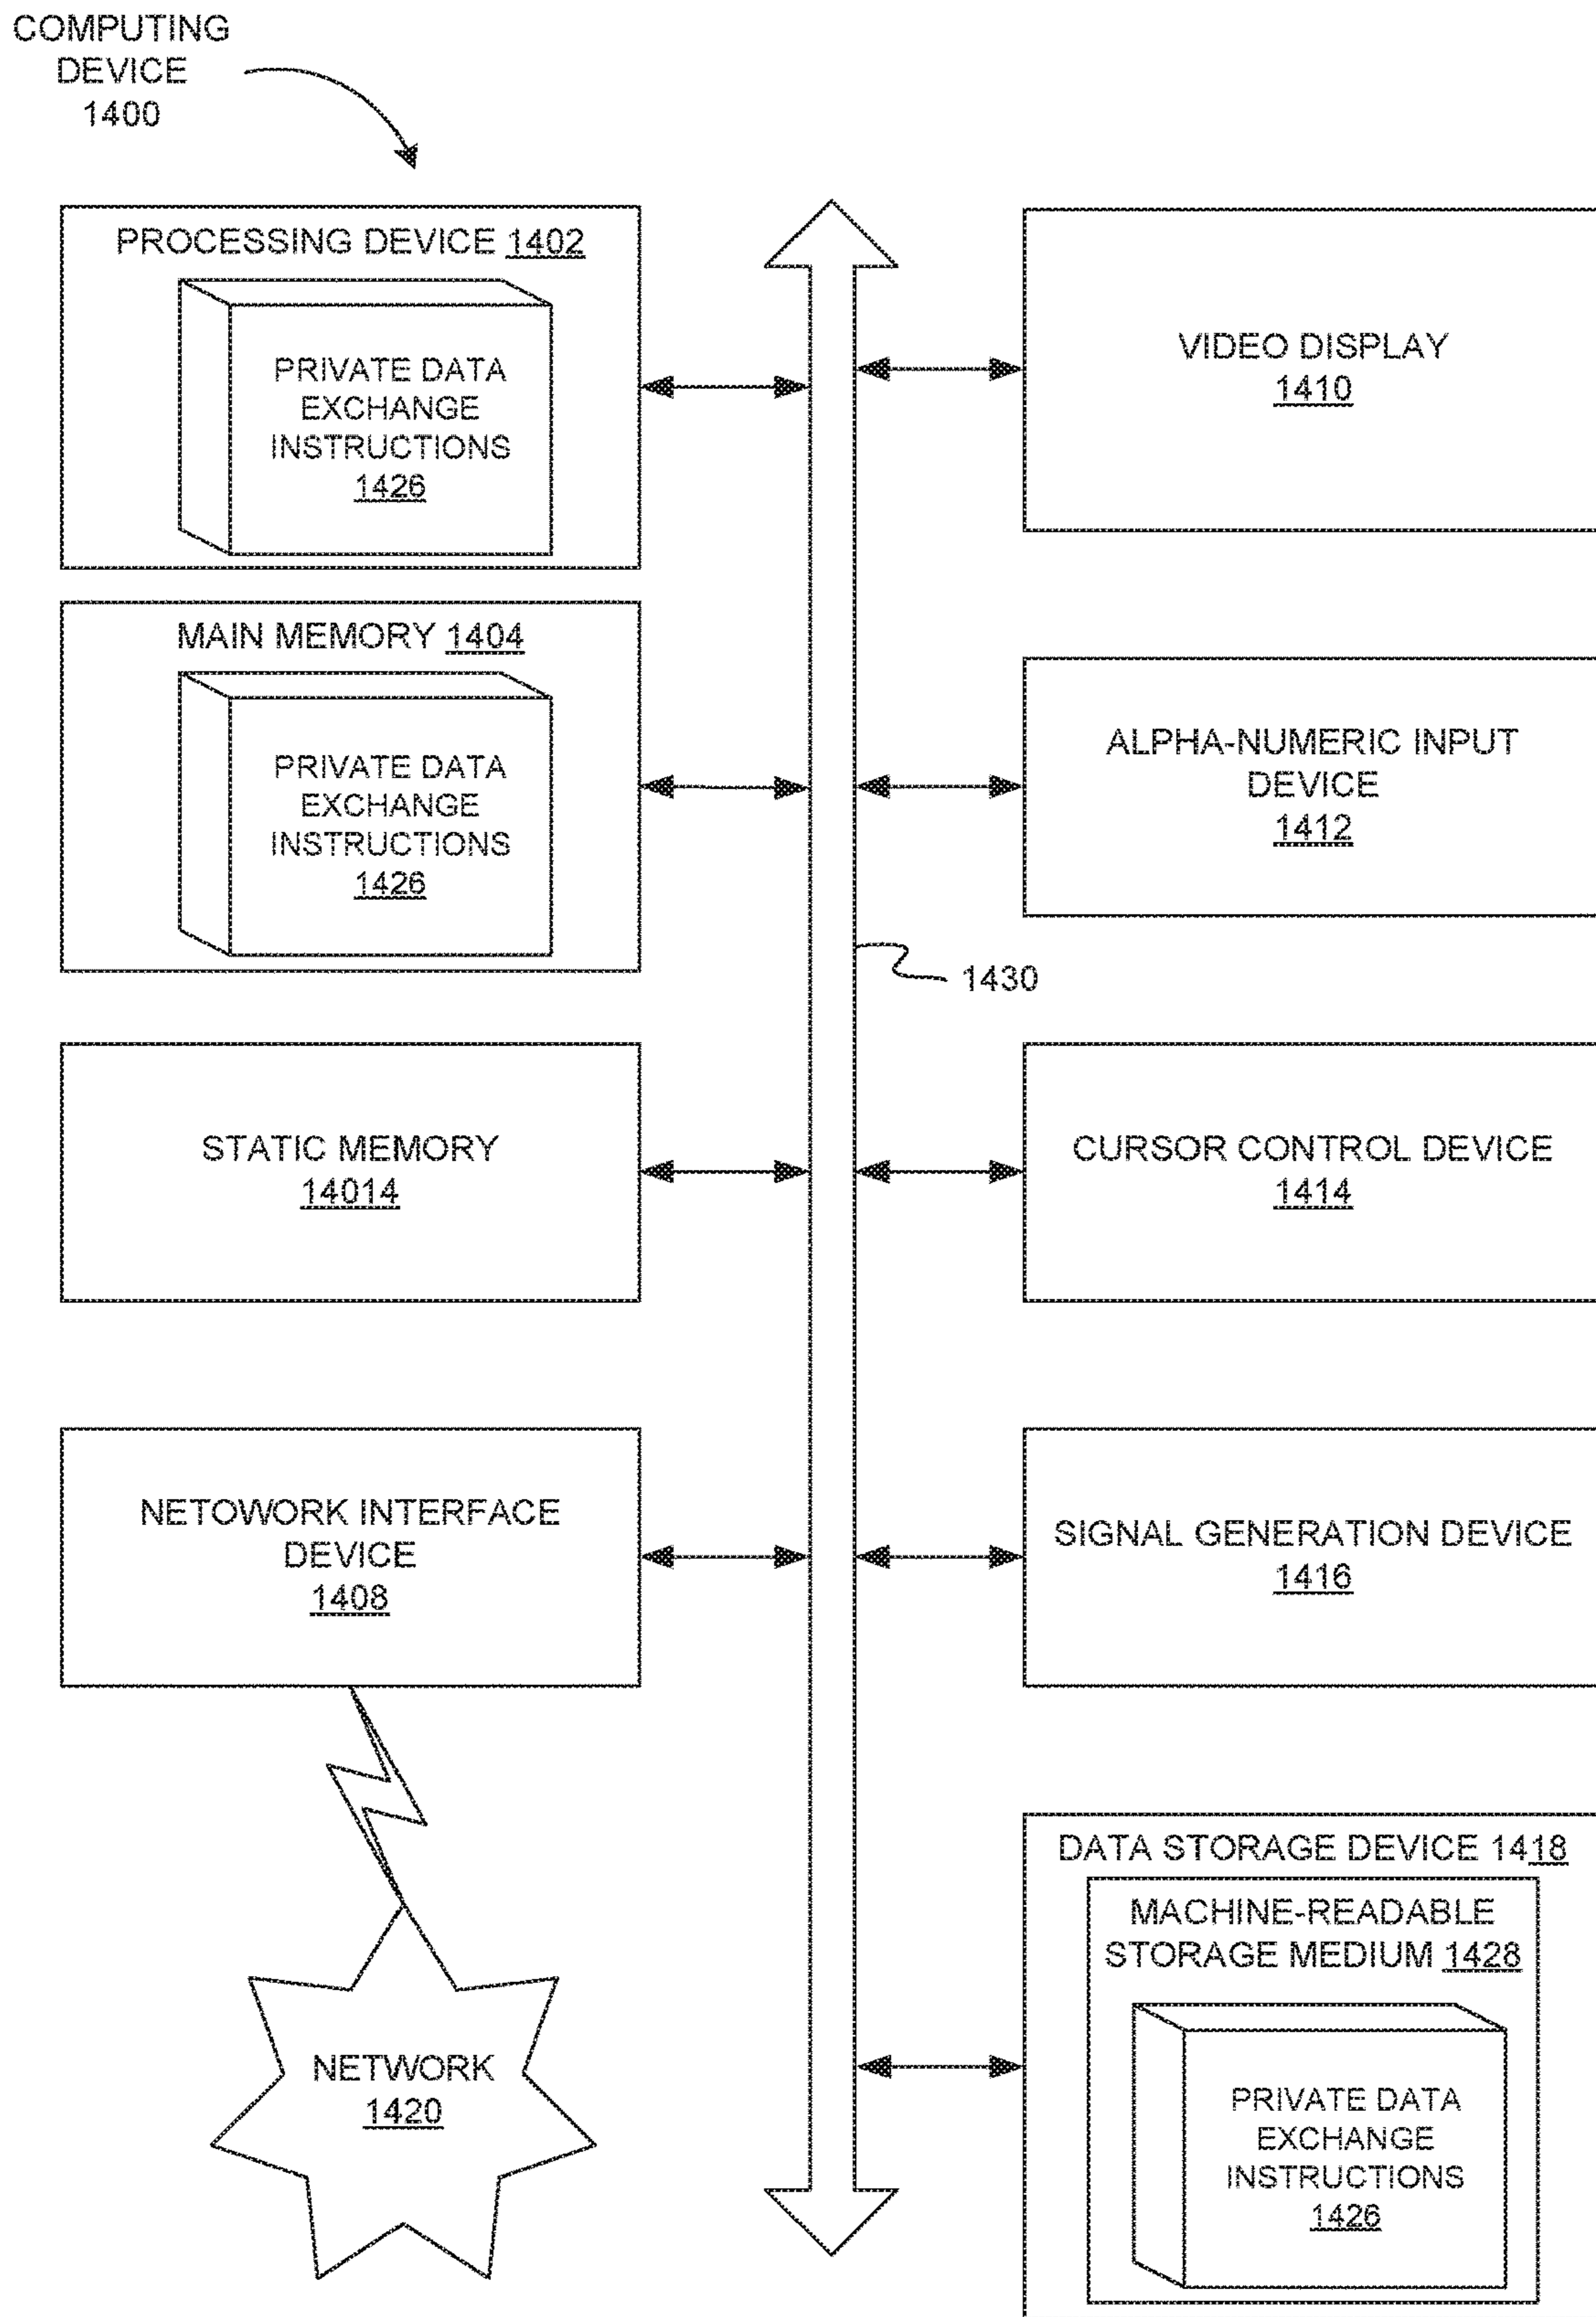 COMPUTING
DEVICE
1400
PROCESSING DEVICE 1402
PRIVATE DATA
EXCHANGE
INSTRUCTIONS
1426
MAIN MEMORY 1404
PRIVATE DATA
EXCHANGE
INSTRUCTIONS
1426
STATIC MEMORY
14014
NETOWORK INTERFACE
DEVICE
1408
NETWORK
1420
1430
VIDEO DISPLAY
1410
ALPHA-NUMERIC INPUT
DEVICE
1412
CURSOR CONTROL DEVICE
1414
SIGNAL GENERATION DEVICE
1416
DATA STORAGE DEVICE 1418
MACHINE-READABLE
STORAGE MEDIUM 1428
PRIVATE DATA
EXCHANGE
INSTRUCTIONS
1426